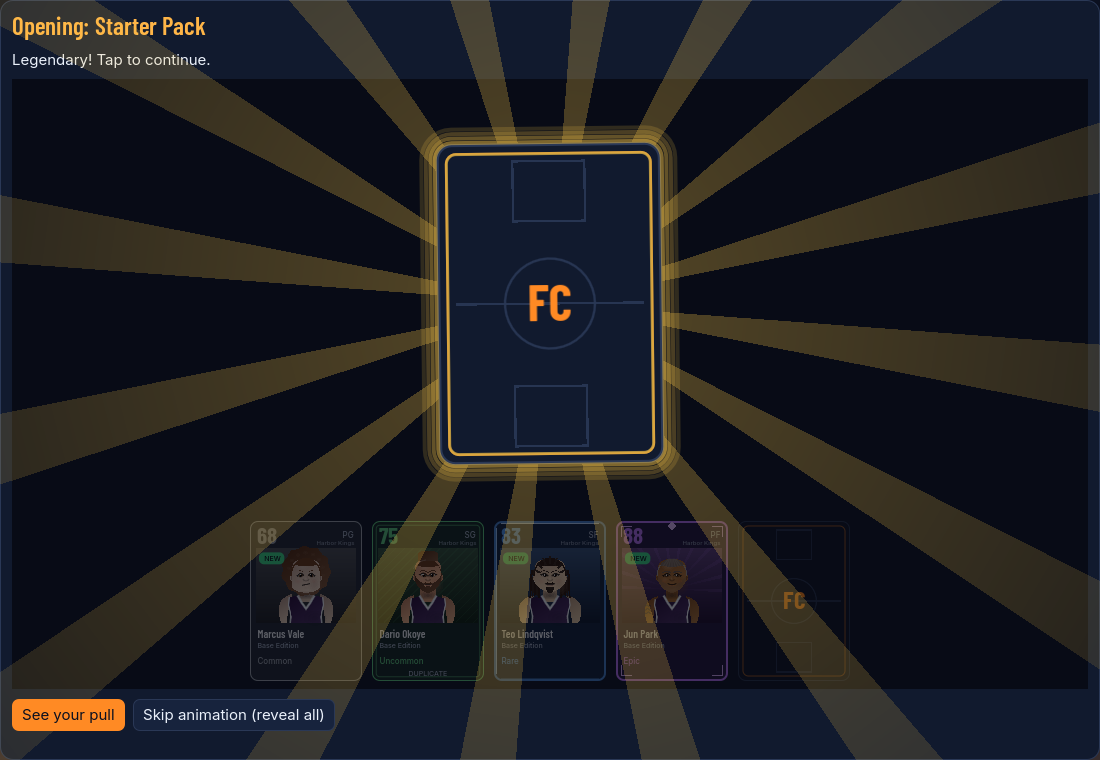 Opening: Starter Pack
Legendary! Tap to continue.
FC
68 PG
Harbor Kings
NEW
Marcus Vale
Base Edition
Common
75 SG
Harbor Kings
Dario Okoye
Base Edition
Uncommon
DUPLICATE
83 SF
Harbor Kings
NEW
Teo Lindqvist
Base Edition
Rare
88 PF
Harbor Kings
NEW
Jun Park
Base Edition
Epic
FC
See your pull
Skip animation (reveal all)